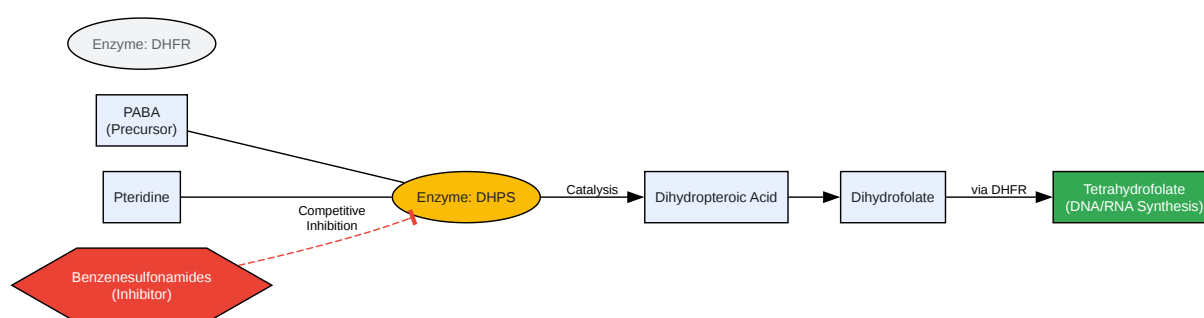 Enzyme: DHFR
PABA
(Precursor)
Pteridine
Enzyme: DHPS
Catalysis
Dihydropteroic Acid
Dihydrofolate
via DHFR
Tetrahydrofolate
(DNA/RNA Synthesis)
Competitive
Inhibition
Benzenesulfonamides
(Inhibitor)